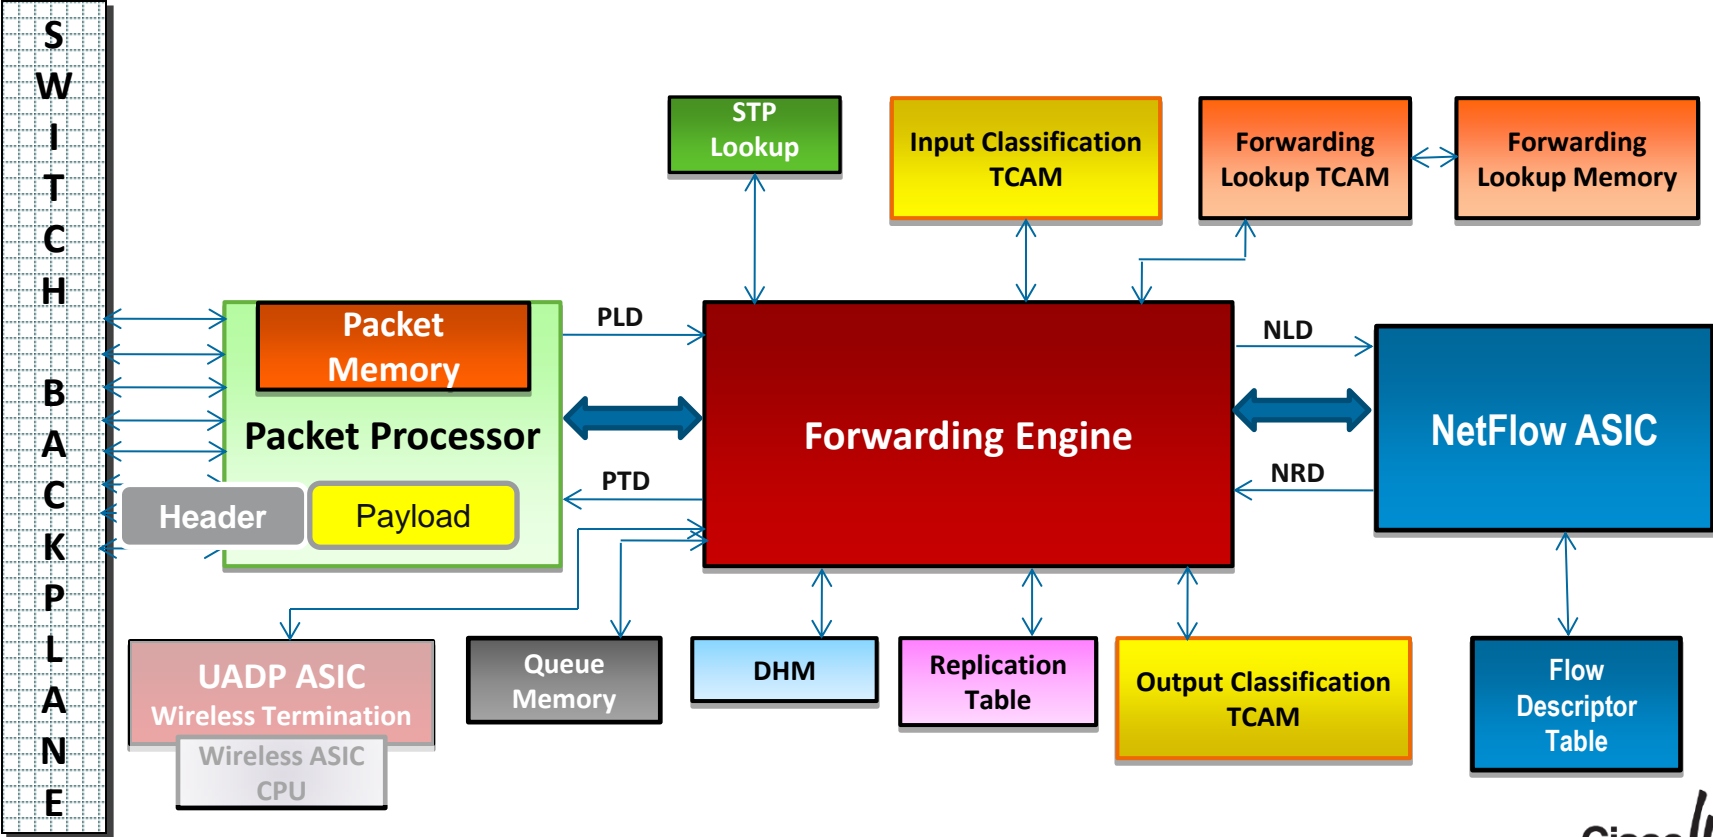 SWITCH BACKPLANE
STP
Lookup
Input Classification
TCAM
Forwarding
Lookup TCAM
Forwarding
Lookup Memory
Packet
Memory
Packet Processor
Header
Payload
PLD
PTD
Forwarding Engine
NLD
NRD
NetFlow ASIC
UADP ASIC
Wireless Termination
Wireless ASIC
CPU
Queue
Memory
DHM
Replication
Table
Output Classification
TCAM
Flow
Descriptor
Table